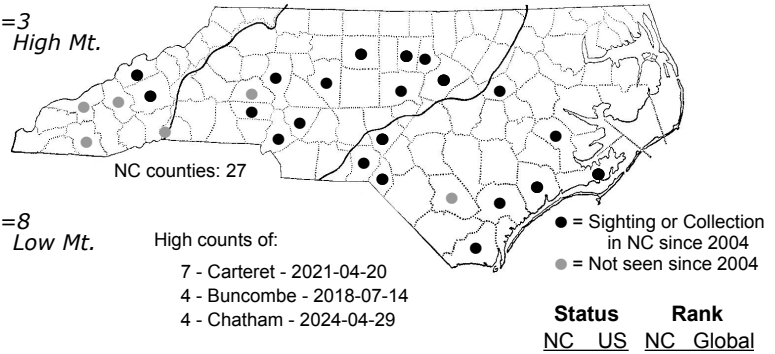 =3
High Mt.
NC counties: 27
=8
Low Mt.
High counts of:
7 - Carteret - 2021-04-20
4 - Buncombe - 2018-07-14
4 - Chatham - 2024-04-29
= Sighting or Collection
in NC since 2004
= Not seen since 2004
Status Rank
NC US NC Global